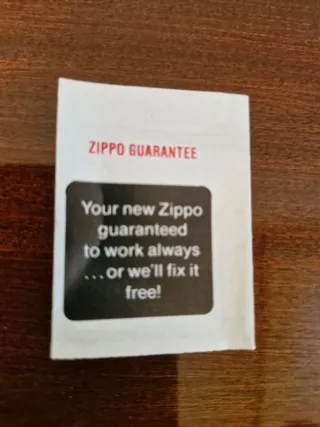 ZIPPO GUARANTEE
Your new Zippo
guaranteed
to work always
...or we'll fix it
free!